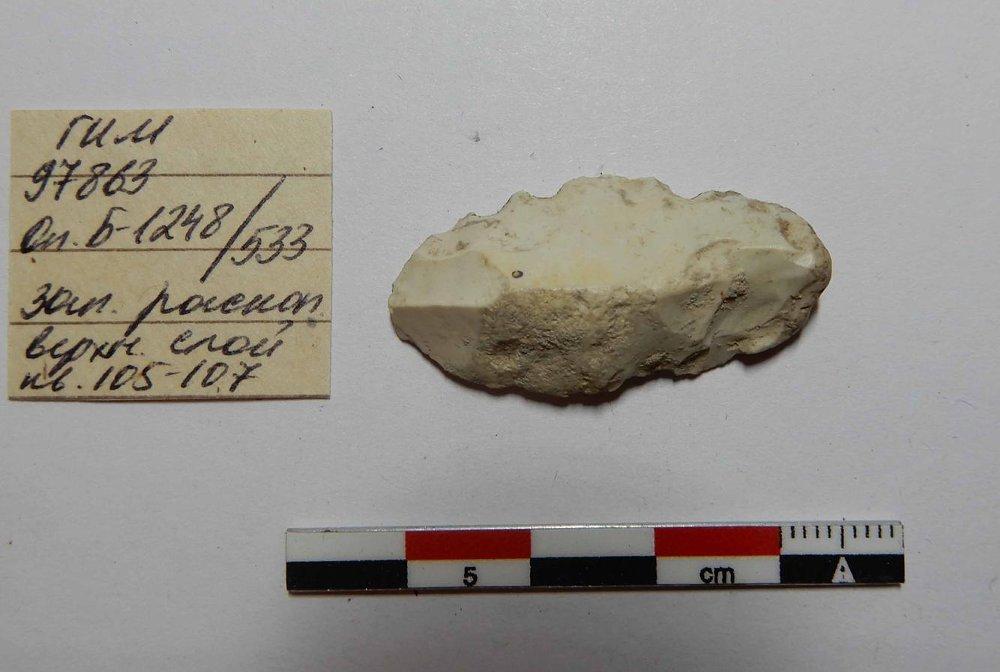 ГИМ
97863
Оп. Б-1248/533
зап. раскоп.
верхн. слой
кв. 105-107
5 cm